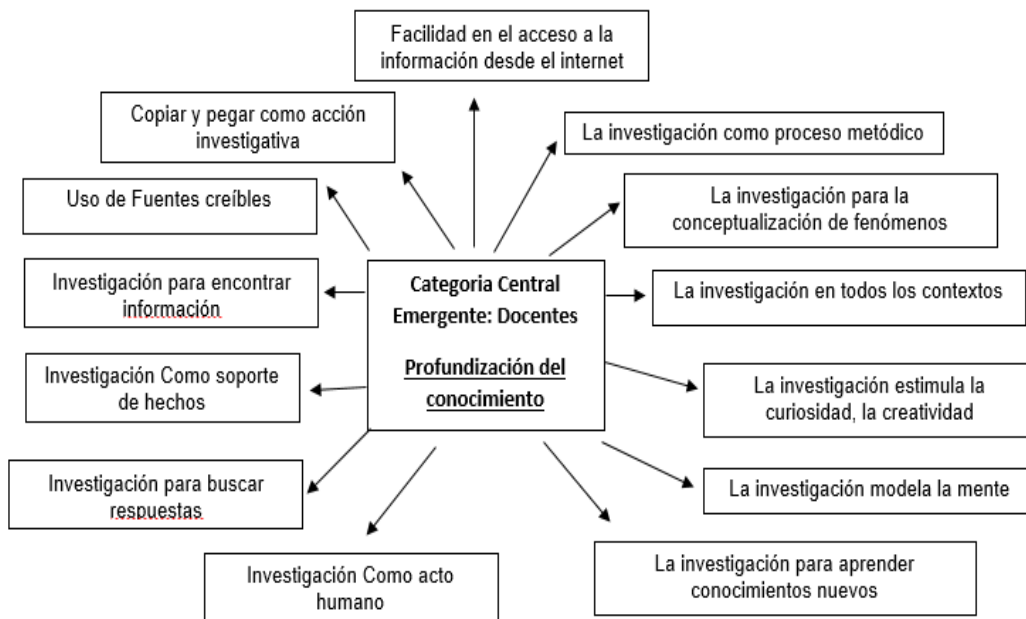 Facilidad en el acceso a la
información desde el internet
Copiar y pegar como acción
investigativa
La investigación como proceso metódico
Uso de Fuentes creíbles
La investigación para la
conceptualización de fenómenos
Investigación para encontrar
información
Categoria Central
Emergente: Docentes
Profundización del
conocimiento
La investigación en todos los contextos
Investigación Como soporte
de hechos
La investigación estimula la
curiosidad, la creatividad
Investigación para buscar
respuestas
La investigación modela la mente
Investigación Como acto
humano
La investigación para aprender
conocimientos nuevos